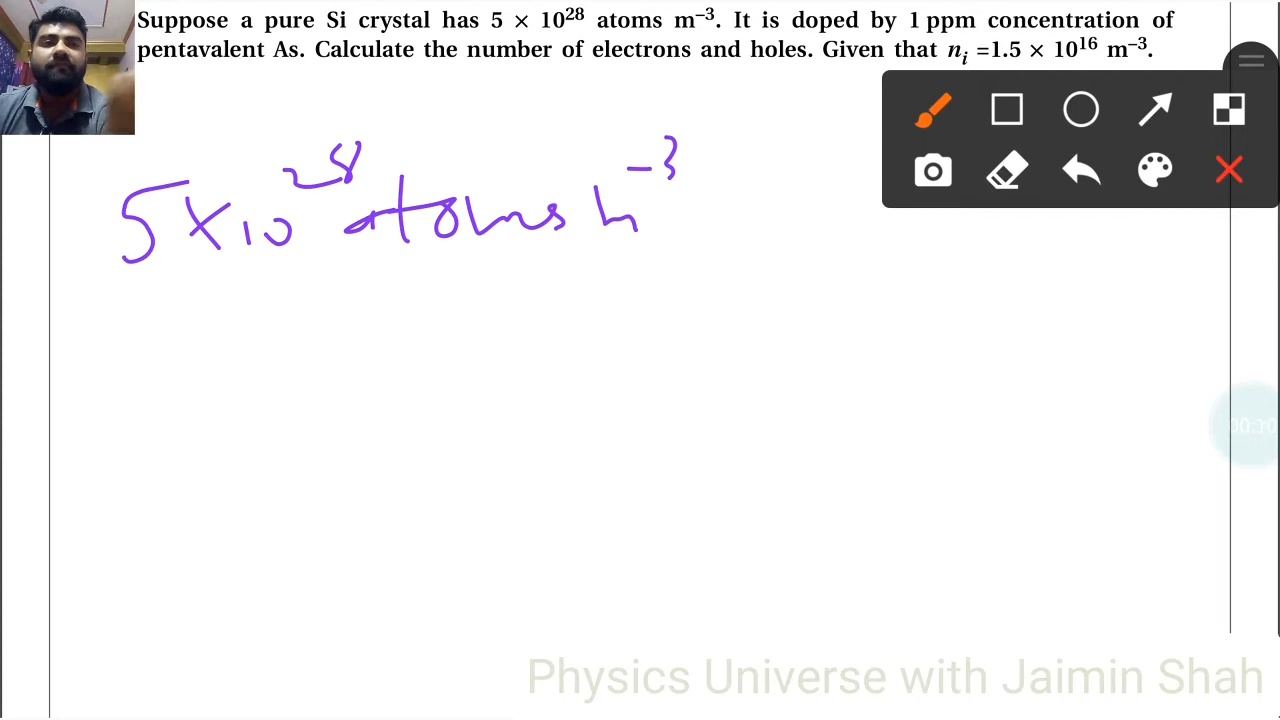 Suppose a pure Si crystal has 5 × 10²⁸ atoms m⁻³. It is doped by 1 ppm concentration of
pentavalent As. Calculate the number of electrons and holes. Given that nᵢ =1.5 × 10¹⁶ m⁻³.
5×10²⁸ atoms m⁻³
00:30
Physics Universe with Jaimin Shah